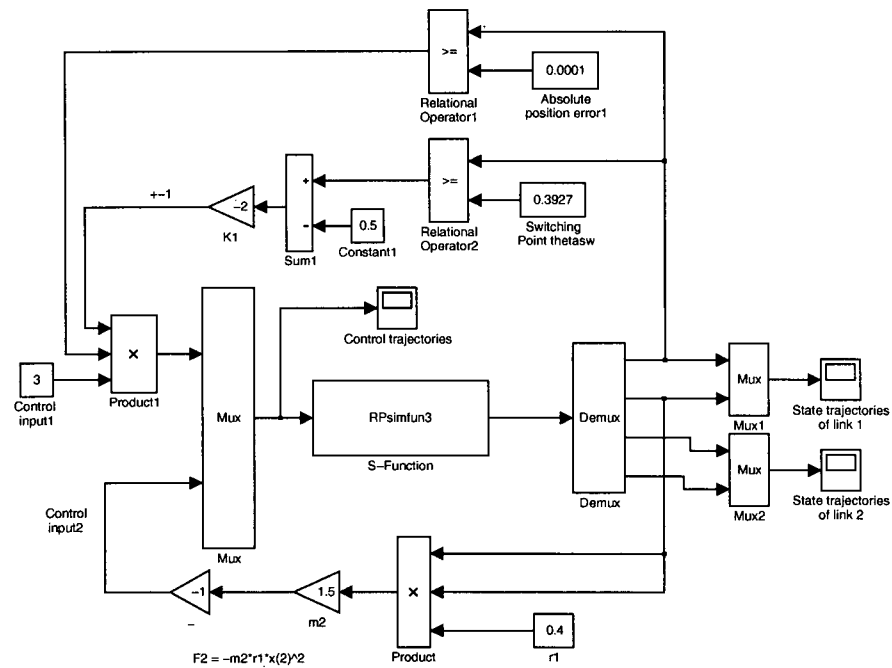 >=
0.0001
Relational
Operator1
Absolute
position error1
>=
+
+−1
−2
0.3927
−
0.5
K1
Sum1
Constant1
Relational
Operator2
Switching
Point thetasw
Control trajectories
×
3
Control
input1
Product1
Mux
RPsimfun3
S−Function
Demux
Mux
Mux1
State trajectories
of link 1
Mux
Mux2
State trajectories
of link 2
Demux
Control
input2
Mux
−1
−
1.5
m2
×
Product
0.4
r1
F2 = −m2*r1*x(2)^2